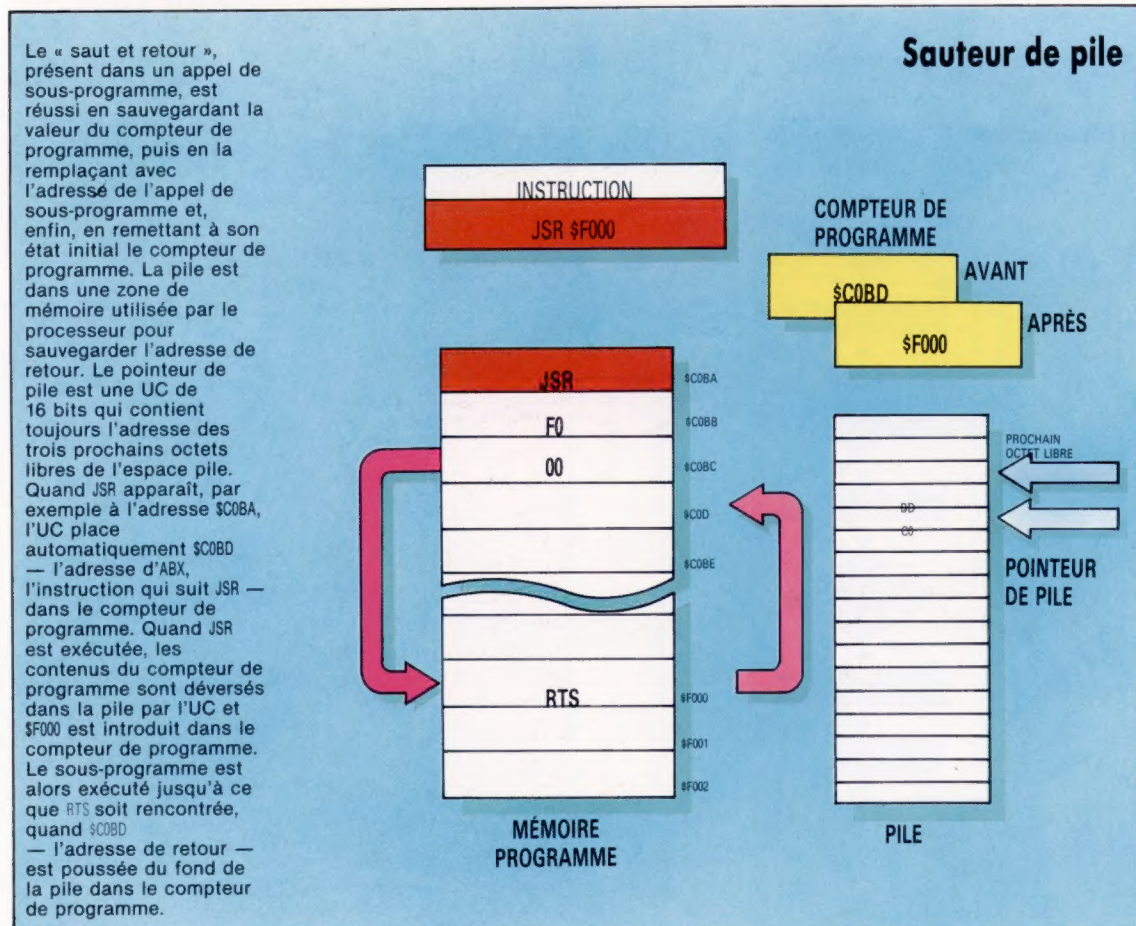 Sauteur de pile
Le « saut et retour »,
présent dans un appel de
sous-programme, est
réussi en sauvegardant la
valeur du compteur de
programme, puis en la
remplaçant avec
l'adressé de l'appel de
sous-programme et,
enfin, en remettant à son
état initial le compteur de
programme. La pile est
dans une zone de
mémoire utilisée par le
processeur pour
sauvegarder l'adresse de
retour. Le pointeur de
pile est une UC de
16 bits qui contient
toujours l'adresse des
trois prochains octets
libres de l'espace pile.
Quand JSR apparaît, par
exemple à l'adresse $C0BA,
l'UC place
automatiquement $C0BD
— l'adresse d'ABX,
l'instruction qui suit JSR —
dans le compteur de
programme. Quand JSR
est exécutée, les
contenus du compteur de
programme sont déversés
dans la pile par l'UC et
$F000 est introduit dans le
compteur de programme.
Le sous-programme est
alors exécuté jusqu'à ce
que RTS soit rencontrée,
quand $C0BD
— l'adresse de retour —
est poussée du fond de
la pile dans le compteur
de programme.
INSTRUCTION
JSR $F000
COMPTEUR DE
PROGRAMME
$C0BD
AVANT
$F000
APRÈS
JSR
$C0BA
F0
$C0BB
00
$C0BC
$C0D
$C0BE
RTS
$F000
$F001
$F002
MÉMOIRE
PROGRAMME
PROCHAIN
OCTET LIBRE
C0
POINTEUR
DE PILE
PILE